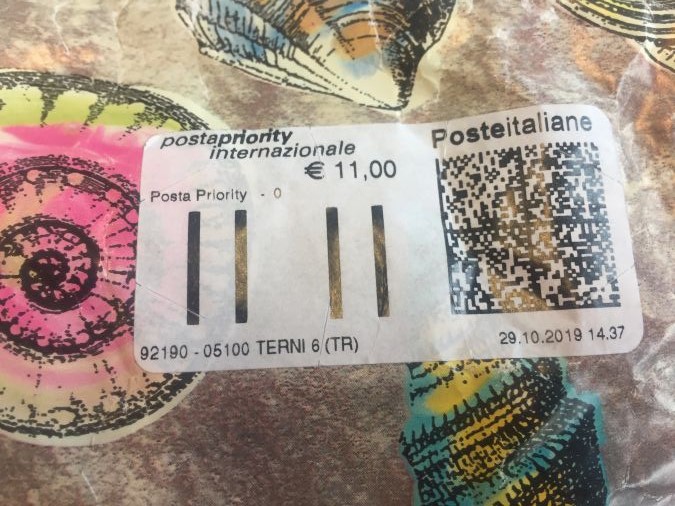 postapriority
internazionale
Posteitaliane
€ 11,00
Posta Priority - 0
92190 - 05100 TERNI 6 (TR)
29.10.2019 14.37